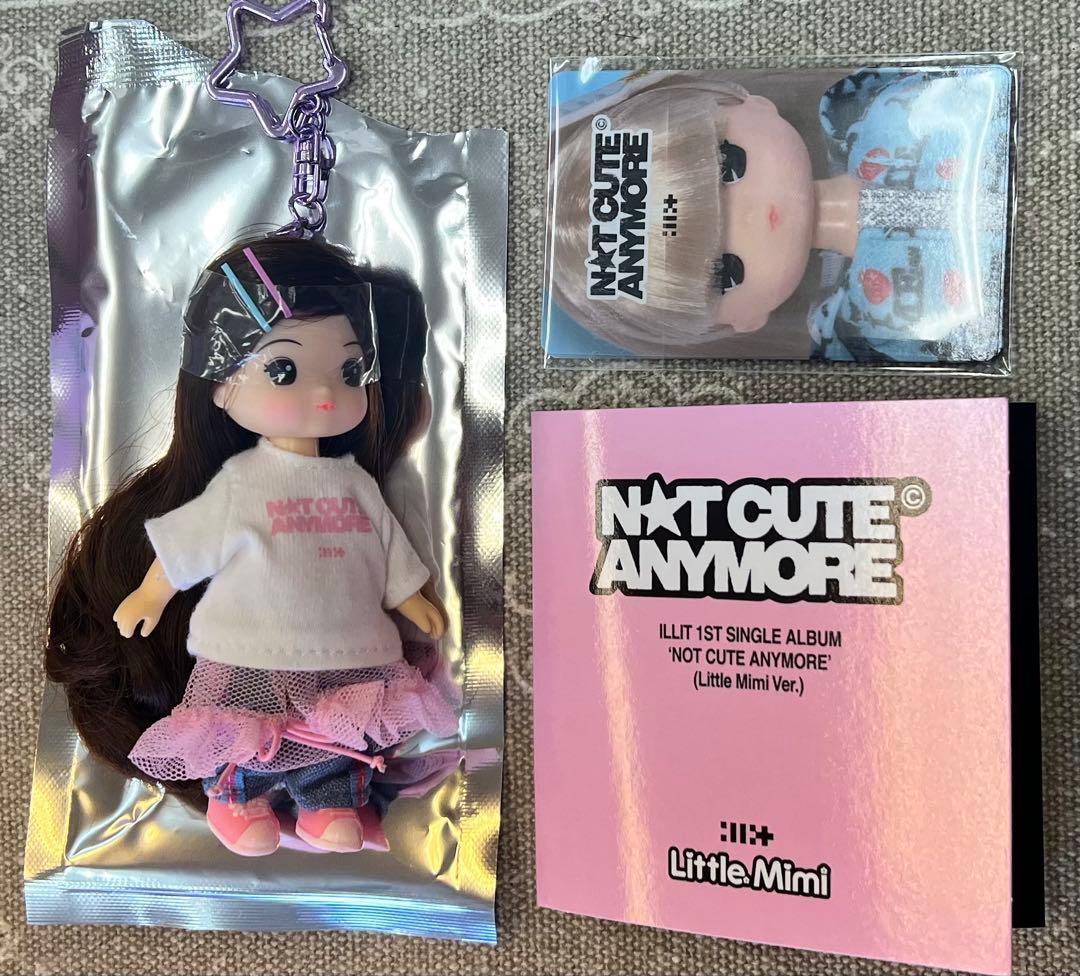 N★T CUTE
ANYMORE
N★T CUTE ©
ANYMORE
N★T CUTE ©
ANYMORE
ILLIT 1ST SINGLE ALBUM
‘NOT CUTE ANYMORE’
(Little Mimi Ver.)
Little Mimi